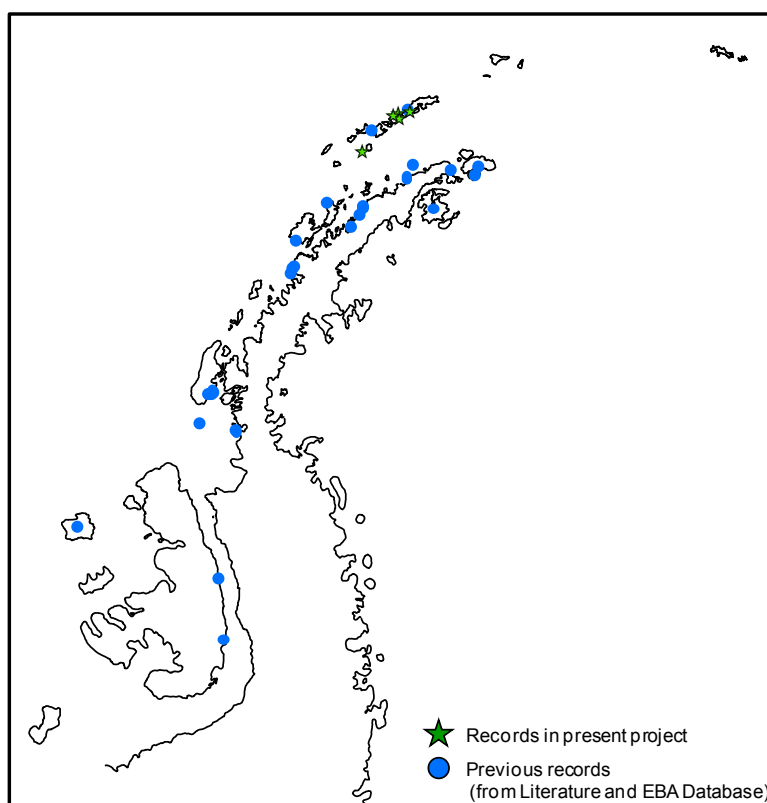 Records in present project
Previous records
(from Literature and EBA Database)